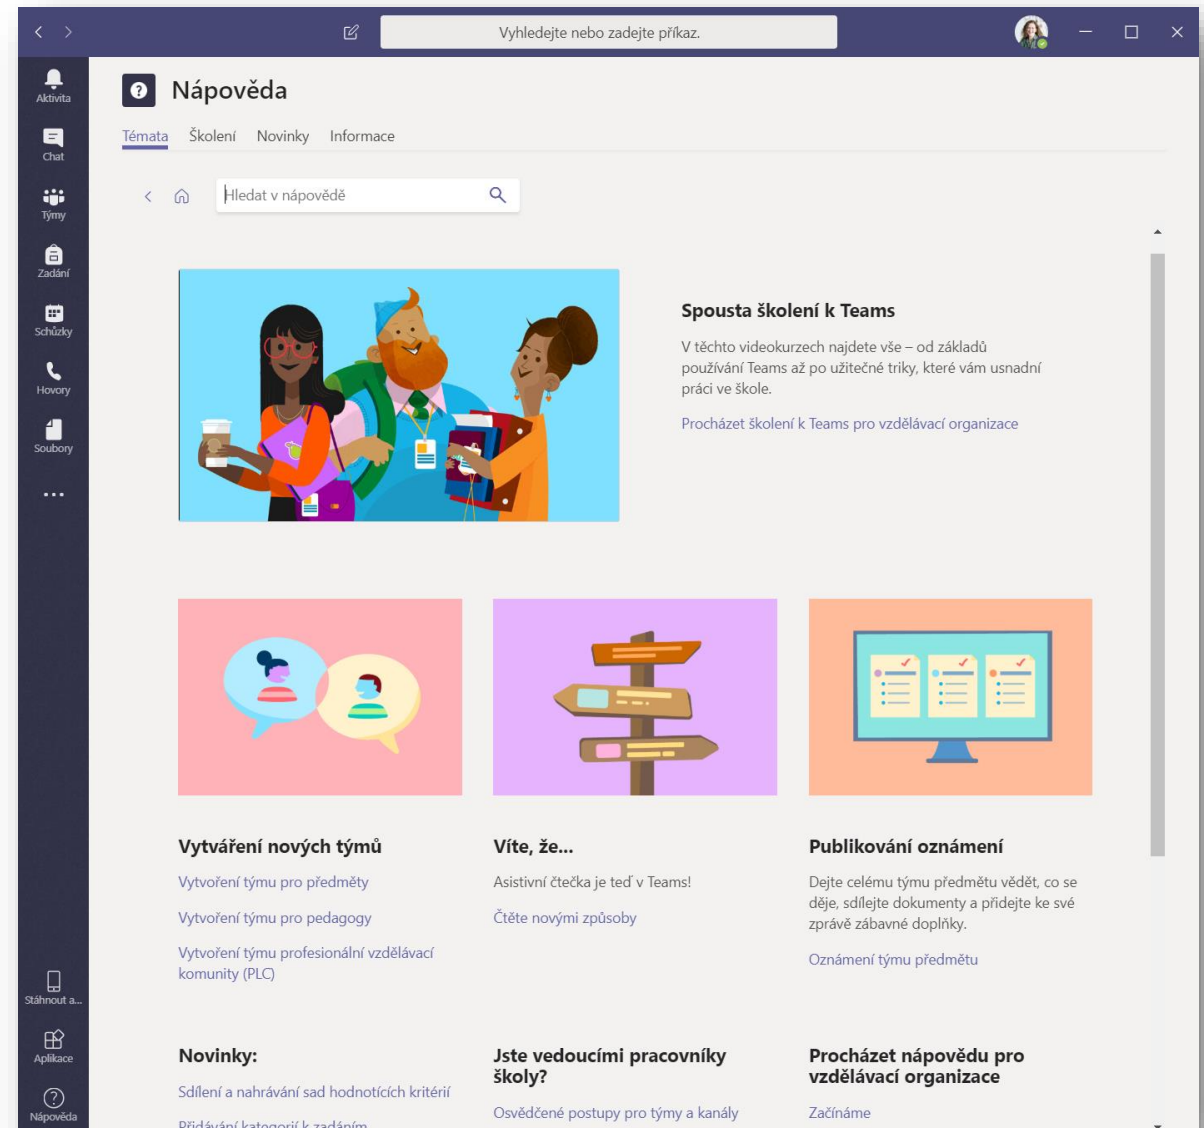 Vyhledejte nebo zadejte příkaz.
Aktivita
Chat
Týmy
Zadání
Schůzky
Hovory
Soubory
Stáhnout a...
Aplikace
Nápověda
Nápověda
Témata Školení Novinky Informace
Hledat v nápovědě
Spousta školení k Teams
V těchto videokurzech najdete vše – od základů
používání Teams až po užitečné triky, které vám usnadní
práci ve škole.
Procházet školení k Teams pro vzdělávací organizace
Vytváření nových týmů
Vytvoření týmu pro předměty
Vytvoření týmu pro pedagogy
Vytvoření týmu profesionální vzdělávací
komunity (PLC)
Víte, že...
Asistivní čtečka je teď v Teams!
Čtěte novými způsoby
Publikování oznámení
Dejte celému týmu předmětu vědět, co se
děje, sdílejte dokumenty a přidejte ke své
zprávě zábavné doplňky.
Oznámení týmu předmětu
Novinky:
Sdílení a nahrávání sad hodnotících kritérií
Přidávání kategorií k zadáním
Jste vedoucími pracovníky
školy?
Osvědčené postupy pro týmy a kanály
Procházet nápovědu pro
vzdělávací organizace
Začínáme